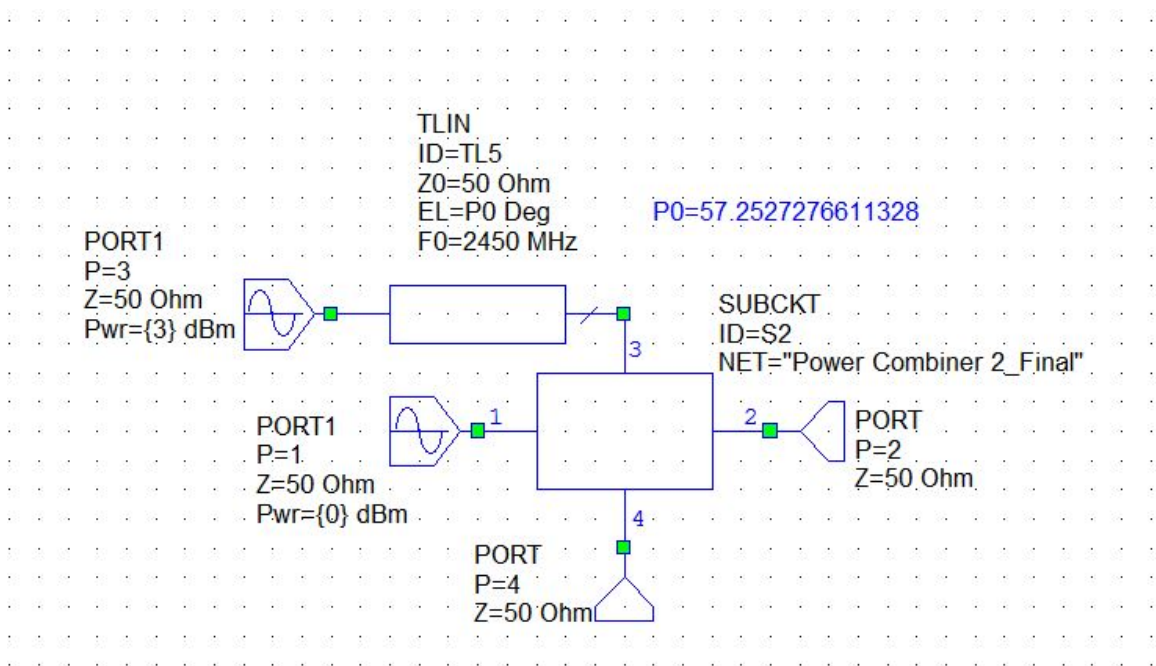 TLIN
ID=TL5
Z0=50 Ohm
EL=P0 Deg
F0=2450 MHz
P0=57.2527276611328
PORT1
P=3
Z=50 Ohm
Pwr={3} dBm
3
SUBCKT
ID=S2
NET="Power Combiner 2_Final"
PORT1
P=1
Z=50 Ohm
Pwr={0} dBm
1
2
PORT
P=2
Z=50 Ohm
4
PORT
P=4
Z=50 Ohm